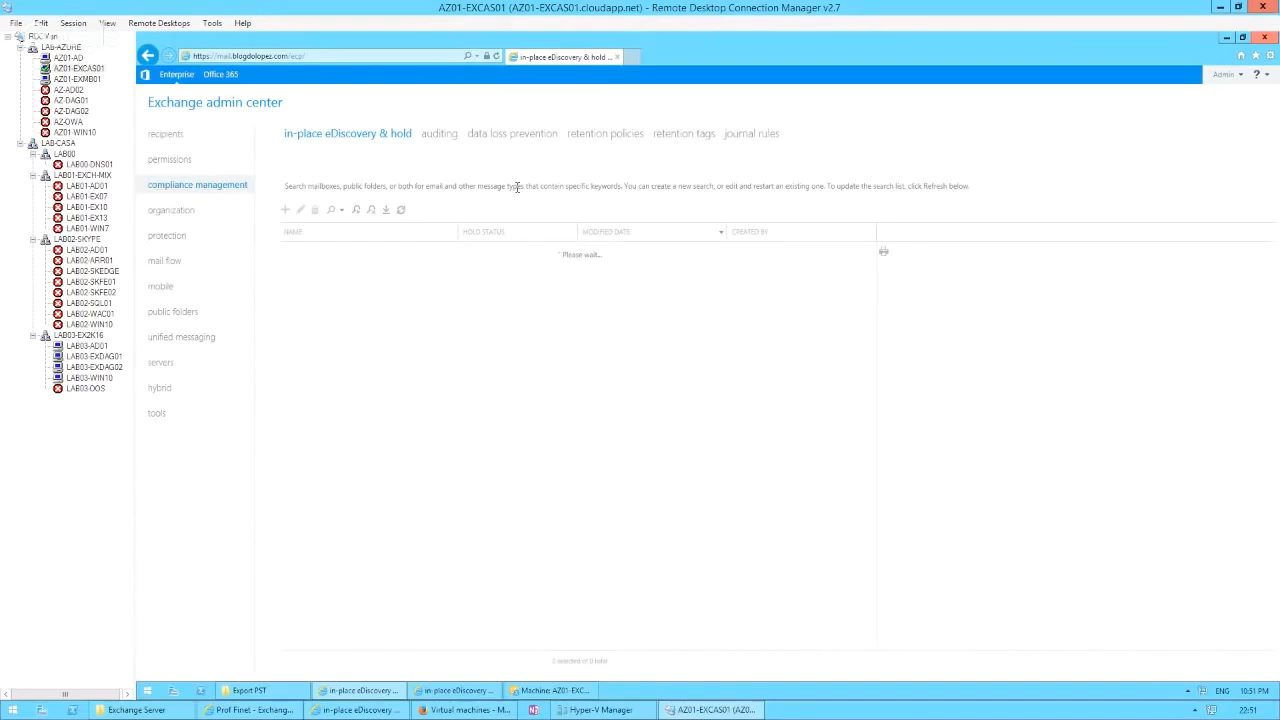 AZ01-EXCAS01 (AZ01-EXCAS01.cloudapp.net) - Remote Desktop Connection Manager v2.7
File Edit Session View Remote Desktops Tools Help
LAB-AZURE
AZ01-AD
AZ01-EXCAS01
AZ01-EXMB01
AZ-AD02
AZ-DAG01
AZ-DAG02
AZ-OWA
AZ01-WIN10
LAB-CASA
LAB00
LAB00-DNS01
LAB01-EXCH-MIX
LAB01-AD01
LAB01-EX07
LAB01-EX10
LAB01-EX13
LAB01-WIN7
LAB02-SKYPE
LAB02-AD01
LAB02-ARR01
LAB02-SKEDGE
LAB02-SKFE01
LAB02-SKFE02
LAB02-SQL01
LAB02-WAC01
LAB02-WIN10
LAB03-EX2K16
LAB03-AD01
LAB03-EXDAG01
LAB03-EXDAG02
LAB03-WIN10
LAB03-OOS
https://mail.blogdolopez.com/ecp/
in-place eDiscovery & hold ...
Enterprise Office 365
Admin ?
Exchange admin center
recipients
permissions
compliance management
organization
protection
mail flow
mobile
public folders
unified messaging
servers
hybrid
tools
in-place eDiscovery & hold auditing data loss prevention retention policies retention tags journal rules
Search mailboxes, public folders, or both for email and other message types that contain specific keywords. You can create a new search, or edit and restart an existing one. To update the search list, click Refresh below.
NAME HOLD STATUS MODIFIED DATE CREATED BY
Please wait...
0 selected of 0 total
Export PST in-place eDiscovery ... in-place eDiscovery ... Machine: AZ01-EXC... ENG 10:51 PM
Exchange Server Prof Finet - Exchang... in-place eDiscovery ... Virtual machines - M... Hyper-V Manager AZ01-EXCAS01 (AZ0... 22:51